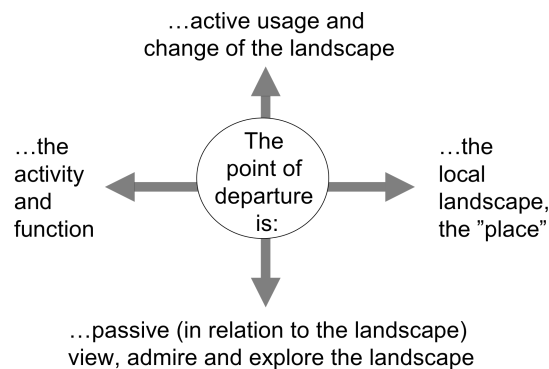 …active usage and
change of the landscape
…the
activity
and
function
The
point of
departure
is:
…the
local
landscape,
the ”place”
…passive (in relation to the landscape)
view, admire and explore the landscape